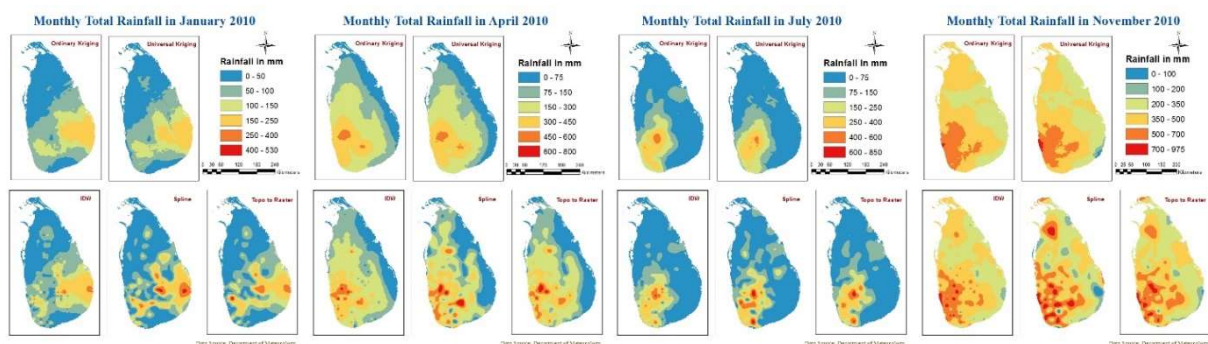 Monthly Total Rainfall in January 2010
Ordinary Kriging
Universal Kriging
Rainfall in mm
0 - 50
50 - 100
100 - 150
150 - 250
250 - 400
400 - 530
IDW
Spline
Topo to Raster
Monthly Total Rainfall in April 2010
Ordinary Kriging
Universal Kriging
Rainfall in mm
0 - 75
75 - 150
150 - 300
300 - 450
450 - 600
600 - 800
IDW
Spline
Topo to Raster
Monthly Total Rainfall in July 2010
Ordinary Kriging
Universal Kriging
Rainfall in mm
0 - 75
75 - 150
150 - 250
250 - 400
400 - 600
600 - 850
IDW
Spline
Topo to Raster
Monthly Total Rainfall in November 2010
Ordinary Kriging
Universal Kriging
Rainfall in mm
0 - 100
100 - 200
200 - 350
350 - 500
500 - 700
700 - 975
IDW
Spline
Topo to Raster